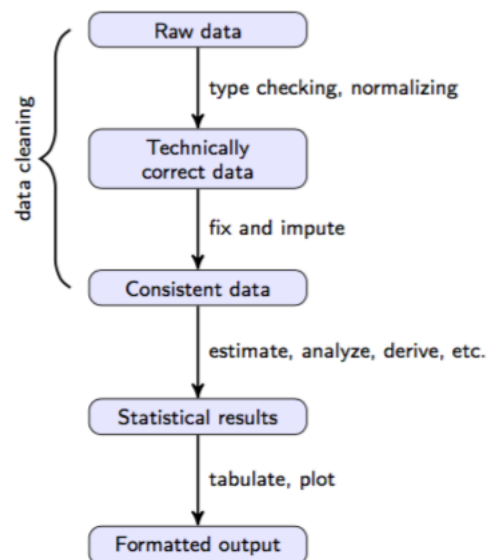 Raw data
type checking, normalizing
Technically
correct data
data cleaning
fix and impute
Consistent data
estimate, analyze, derive, etc.
Statistical results
tabulate, plot
Formatted output